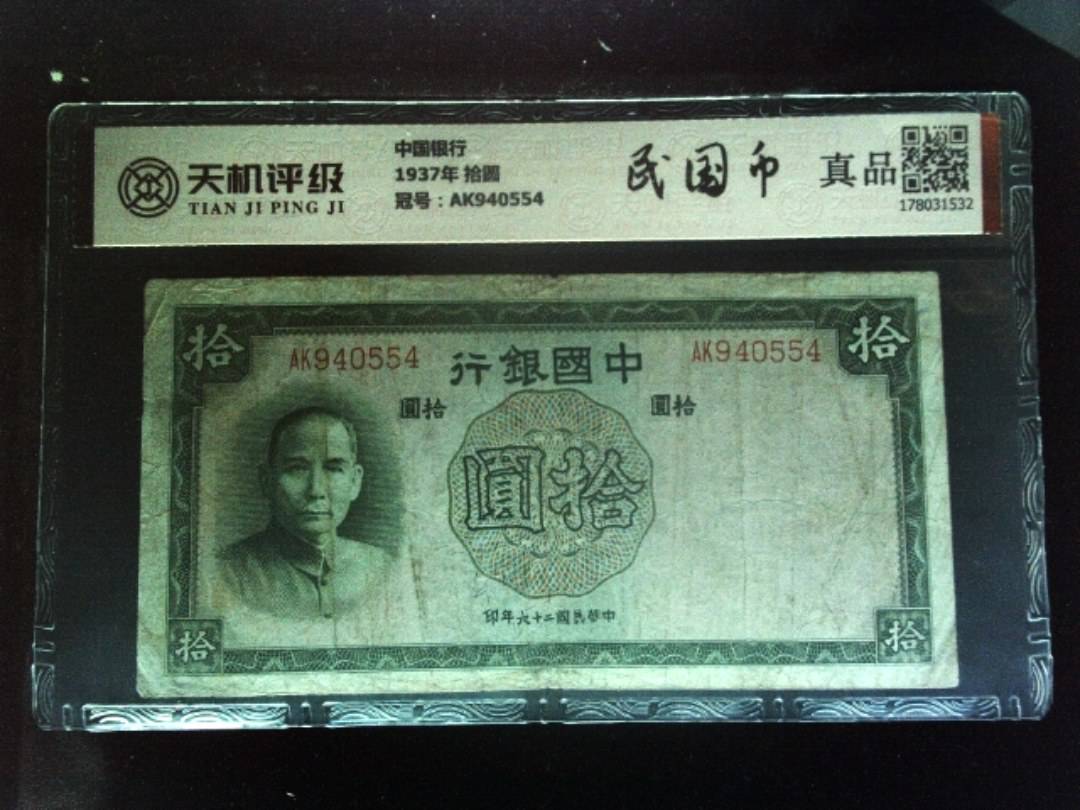 天机评级
TIAN JI PING JI
中国银行
1937年 拾圆
冠号：AK940554
民国币
真品
178031532
拾
拾
AK940554
行銀國中
AK940554
圓拾
圓拾
圓拾
印年六十二國民華中
拾
拾